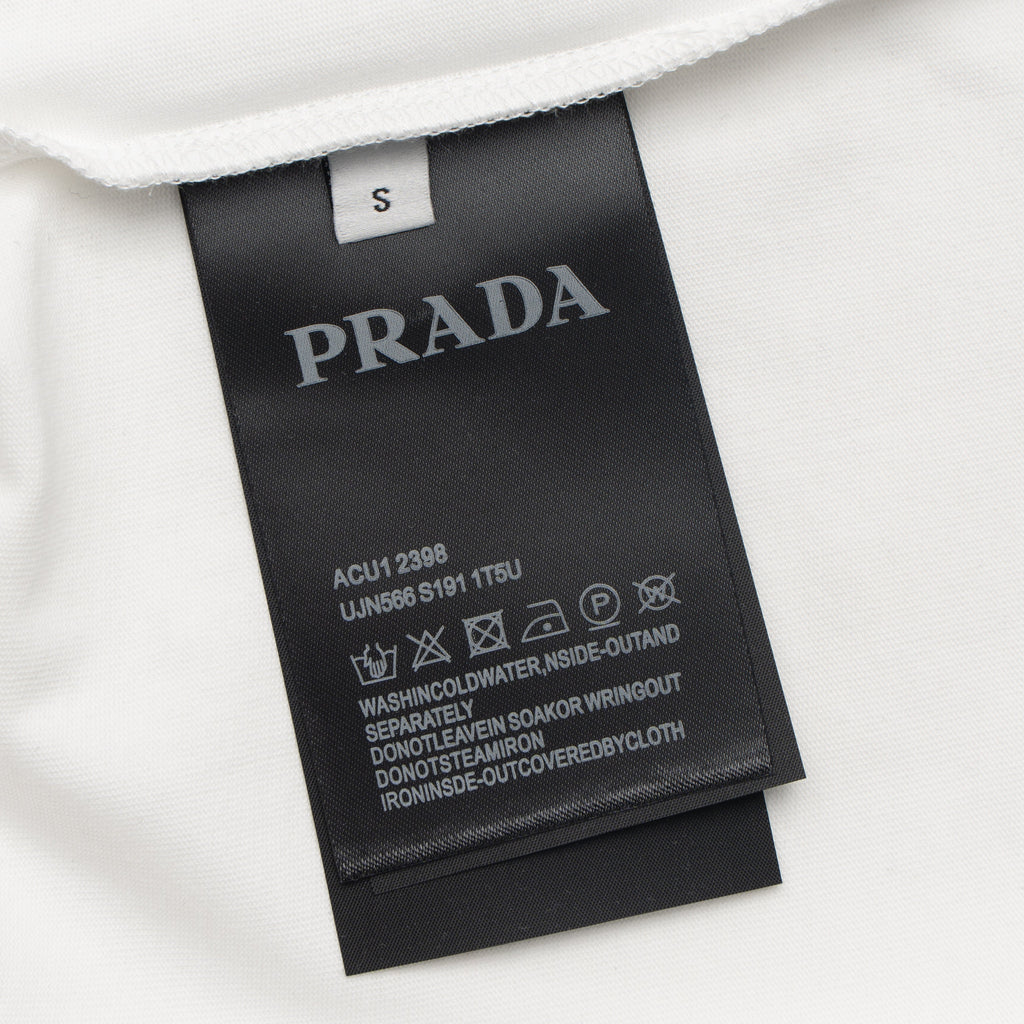 S
PRADA
ACU1 2398
UJN566 S191 1T5U
P W
WASHINCOLDWATER,NSIDE-OUTAND
SEPARATELY
DONOTLEAVEIN SOAKOR WRINGOUT
DONOTSTEAMIRON
IRONINSDE-OUTCOVEREDBYCLOTH